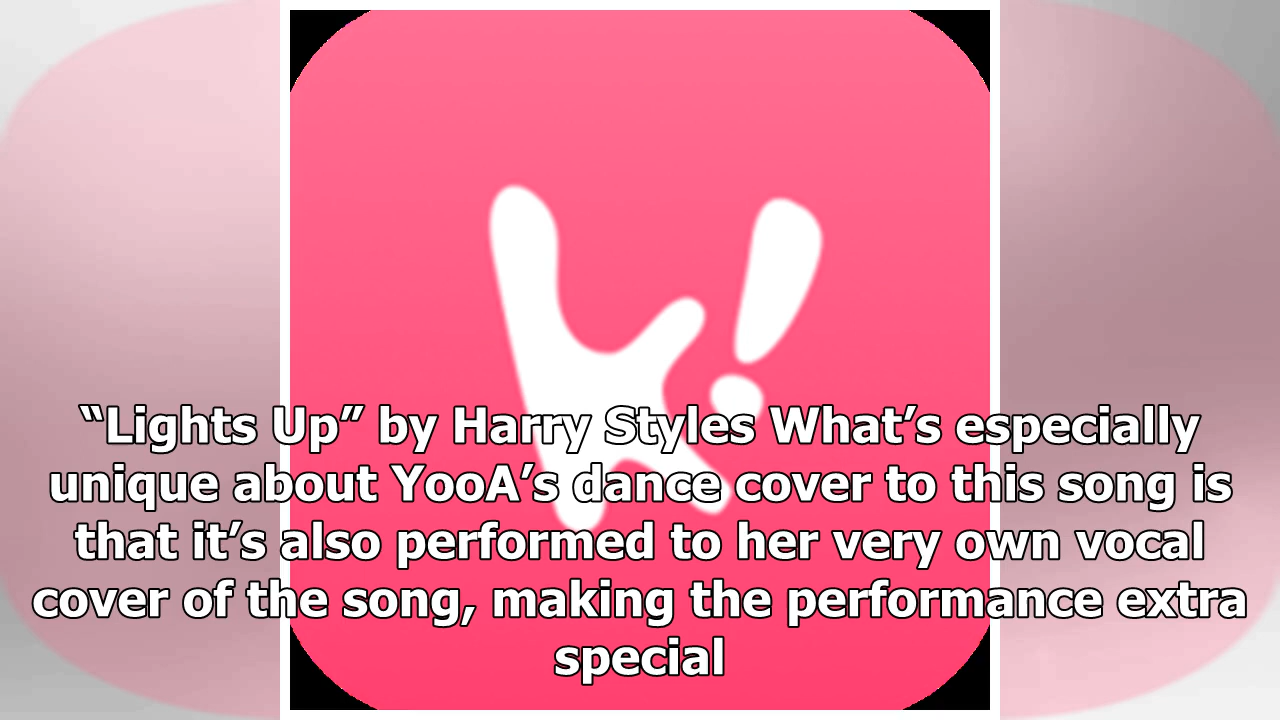 k!
“Lights Up” by Harry Styles What’s especially
unique about YooA’s dance cover to this song is
that it’s also performed to her very own vocal
cover of the song, making the performance extra
special